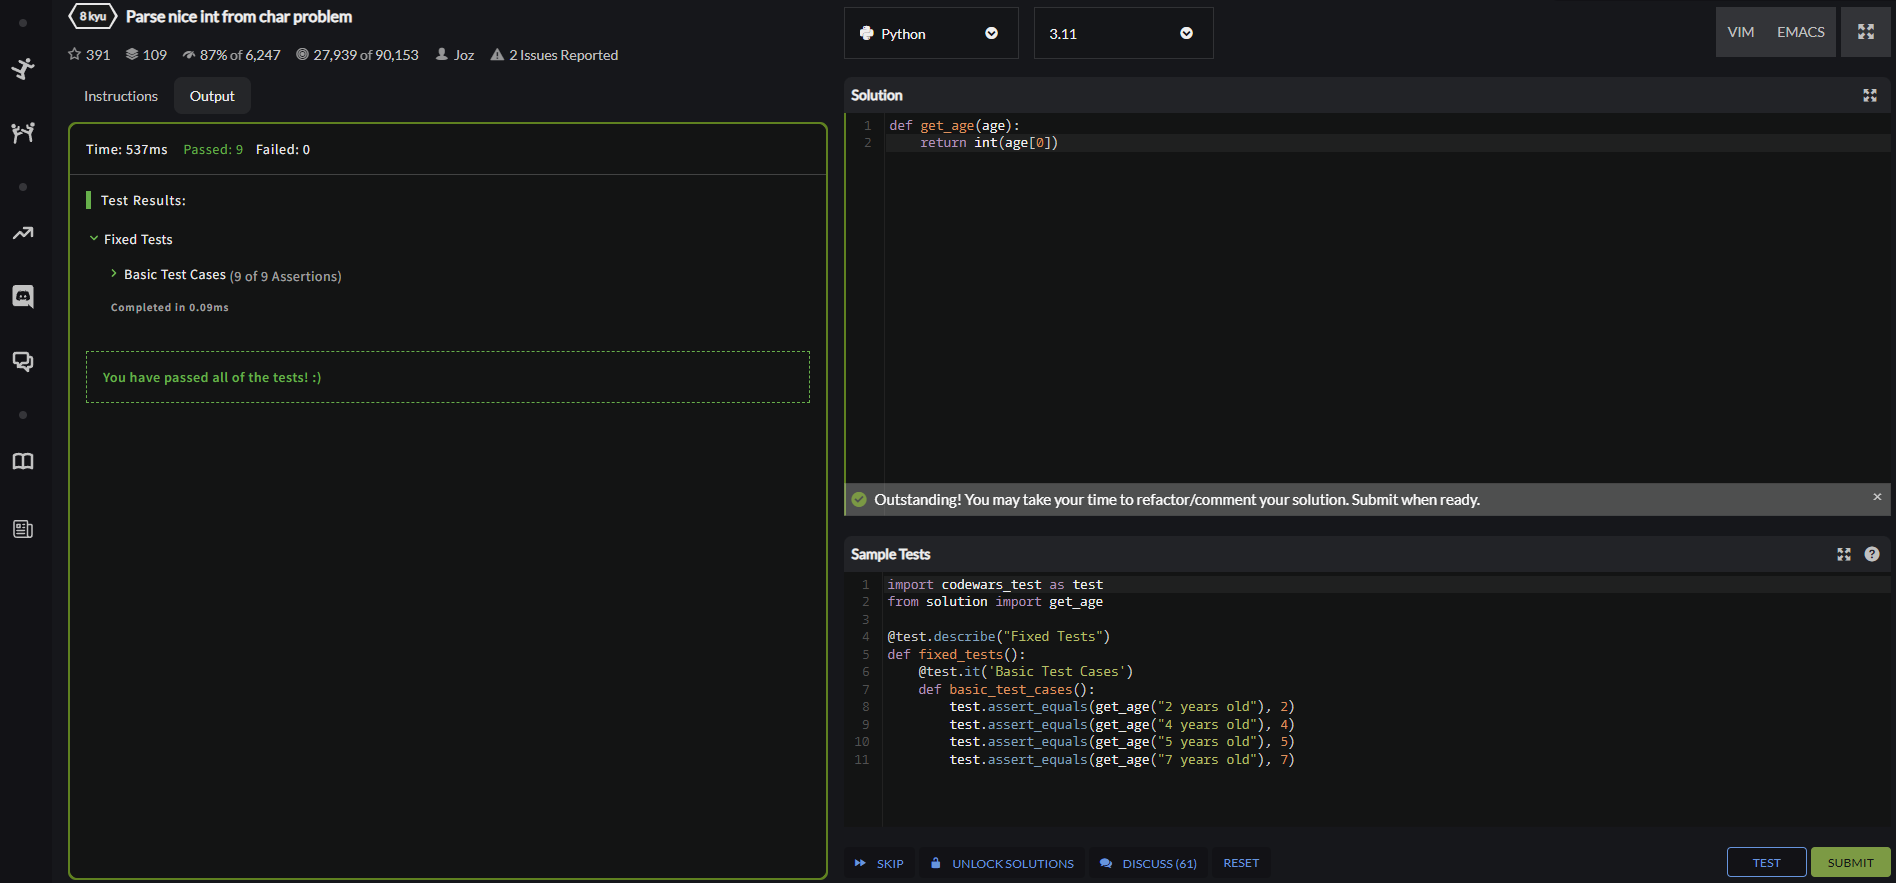 8 kyu Parse nice int from char problem
391 109 87% of 6,247 27,939 of 90,153 Joz 2 Issues Reported
Instructions Output
Time: 537ms Passed: 9 Failed: 0
Test Results:
Fixed Tests
Basic Test Cases (9 of 9 Assertions)
Completed in 0.09ms
You have passed all of the tests! :)
Python 3.11 VIM EMACS
Solution
1 def get_age(age):
2     return int(age[0])
Outstanding! You may take your time to refactor/comment your solution. Submit when ready. ×
Sample Tests ?
1 import codewars_test as test
2 from solution import get_age
3
4 @test.describe("Fixed Tests")
5 def fixed_tests():
6     @test.it('Basic Test Cases')
7     def basic_test_cases():
8         test.assert_equals(get_age("2 years old"), 2)
9         test.assert_equals(get_age("4 years old"), 4)
10         test.assert_equals(get_age("5 years old"), 5)
11         test.assert_equals(get_age("7 years old"), 7)
SKIP UNLOCK SOLUTIONS DISCUSS (61) RESET TEST SUBMIT